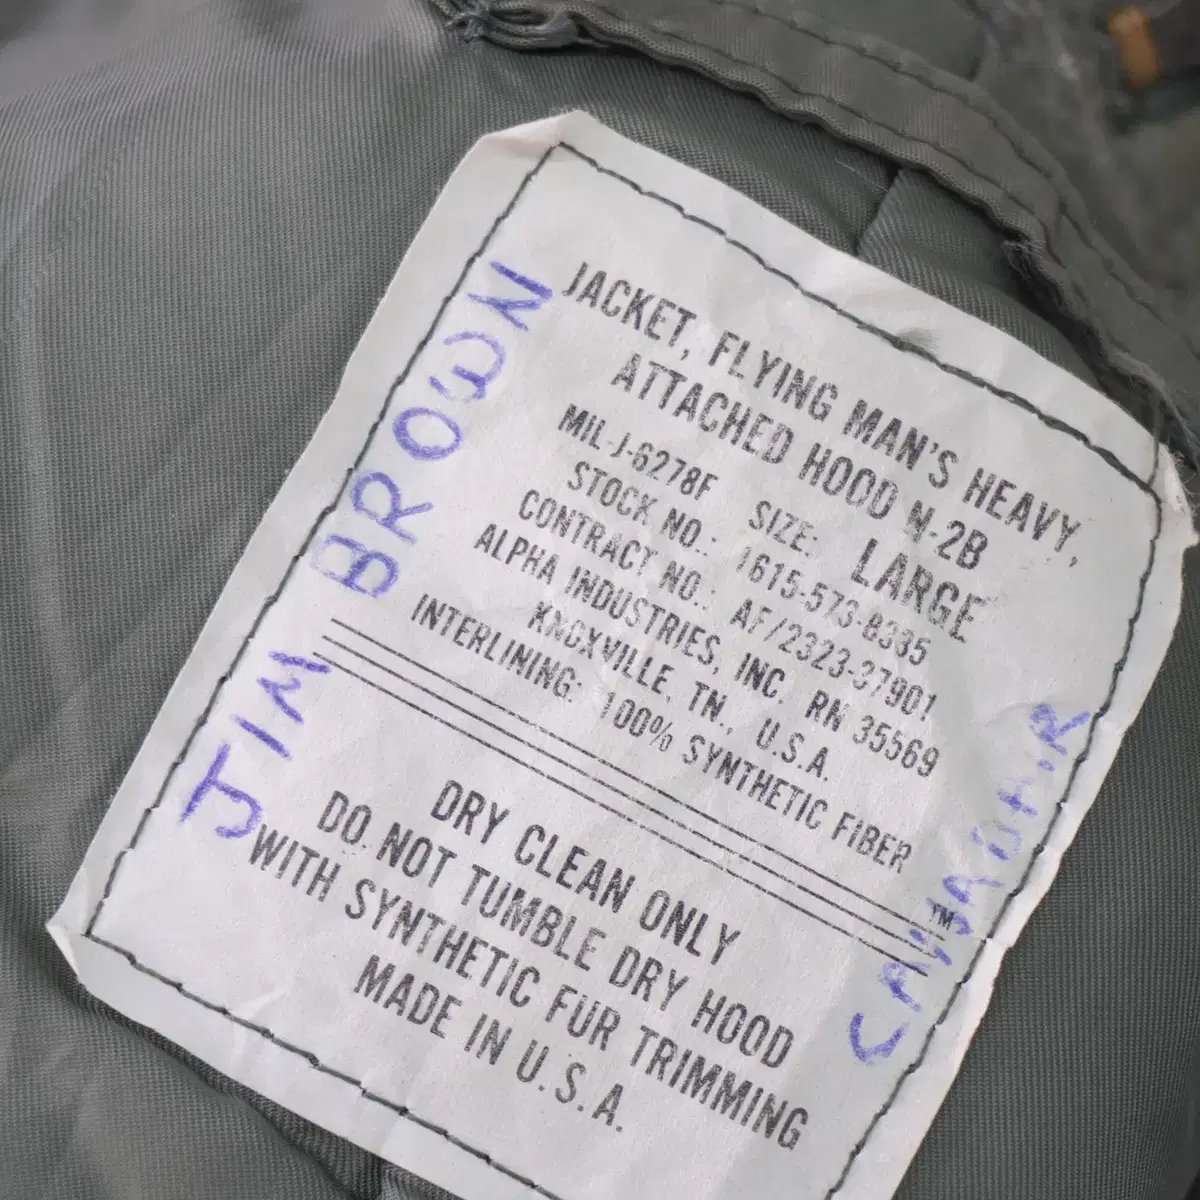 JACKET, FLYING MAN'S HEAVY,
ATTACHED HOOD N-2B
MIL-J-6278F SIZE: LARGE
STOCK NO.: 1615-573-8385
CONTRACT NO.: AF/2323-37901
ALPHA INDUSTRIES, INC. RN 35569
KNOXVILLE, TN., U.S.A.
INTERLINING: 100% SYNTHETIC FIBER
TM
DRY CLEAN ONLY
DO NOT TUMBLE DRY HOOD
WITH SYNTHETIC FUR TRIMMING
MADE IN U.S.A.
JIM BROWN